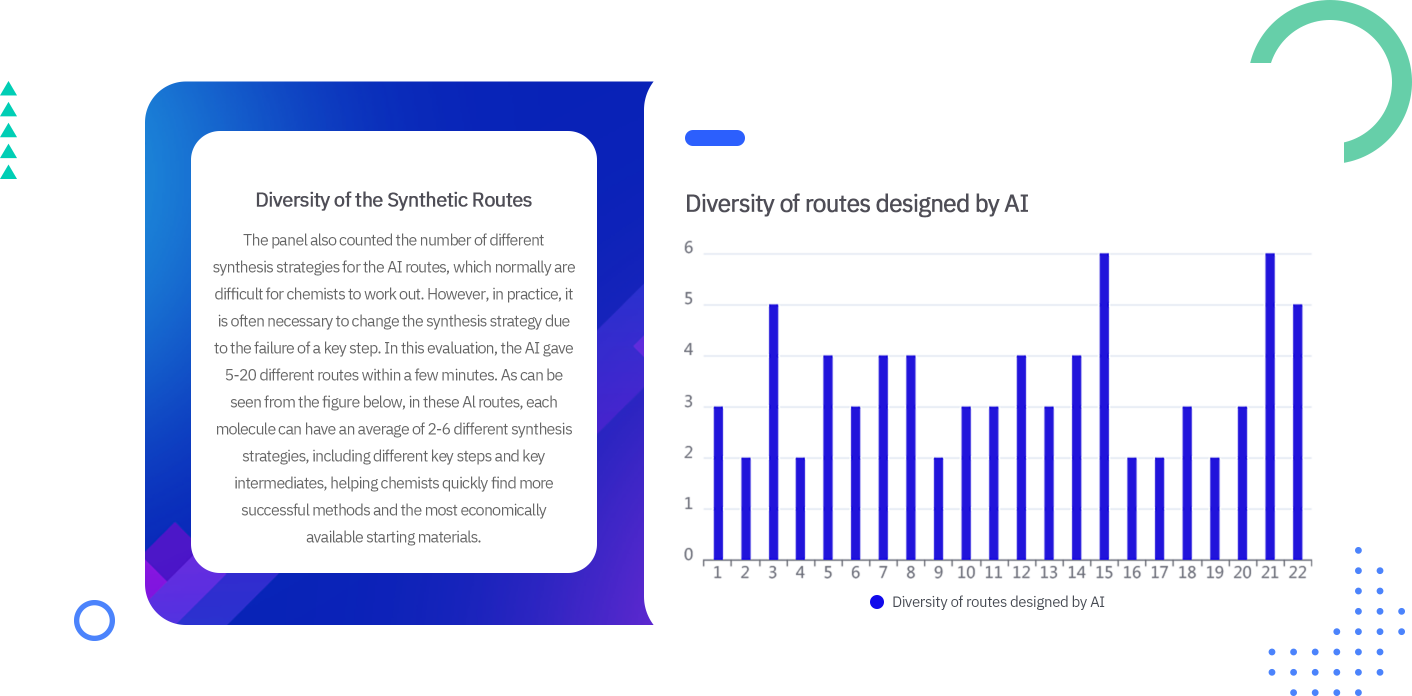 Diversity of the Synthetic Routes
The panel also counted the number of different
synthesis strategies for the AI routes, which normally are
difficult for chemists to work out. However, in practice, it
is often necessary to change the synthesis strategy due
to the failure of a key step. In this evaluation, the AI gave
5-20 different routes within a few minutes. As can be
seen from the figure below, in these Al routes, each
molecule can have an average of 2-6 different synthesis
strategies, including different key steps and key
intermediates, helping chemists quickly find more
successful methods and the most economically
available starting materials.
Diversity of routes designed by AI
6
5
4
3
2
1
0
1 2 3 4 5 6 7 8 9 10 11 12 13 14 15 16 17 18 19 20 21 22
Diversity of routes designed by AI